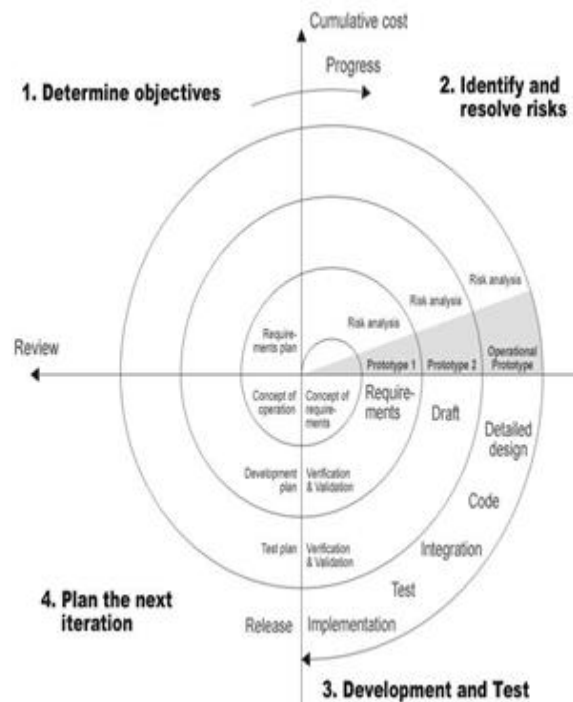 Cumulative cost
Progress
1. Determine objectives
2. Identify and
resolve risks
Risk analysis
Risk analysis
Risk analysis
Require-
ments plan
Review
Prototype 1
Prototype 2
Operational
Prototype
Concept of
operation
Concept of
require-
ments
Require-
ments
Draft
Detailed
design
Development
plan
Verification
& Validation
Code
Test plan
Verification
& Validation
Integration
Test
4. Plan the next
iteration
Release
Implementation
3. Development and Test